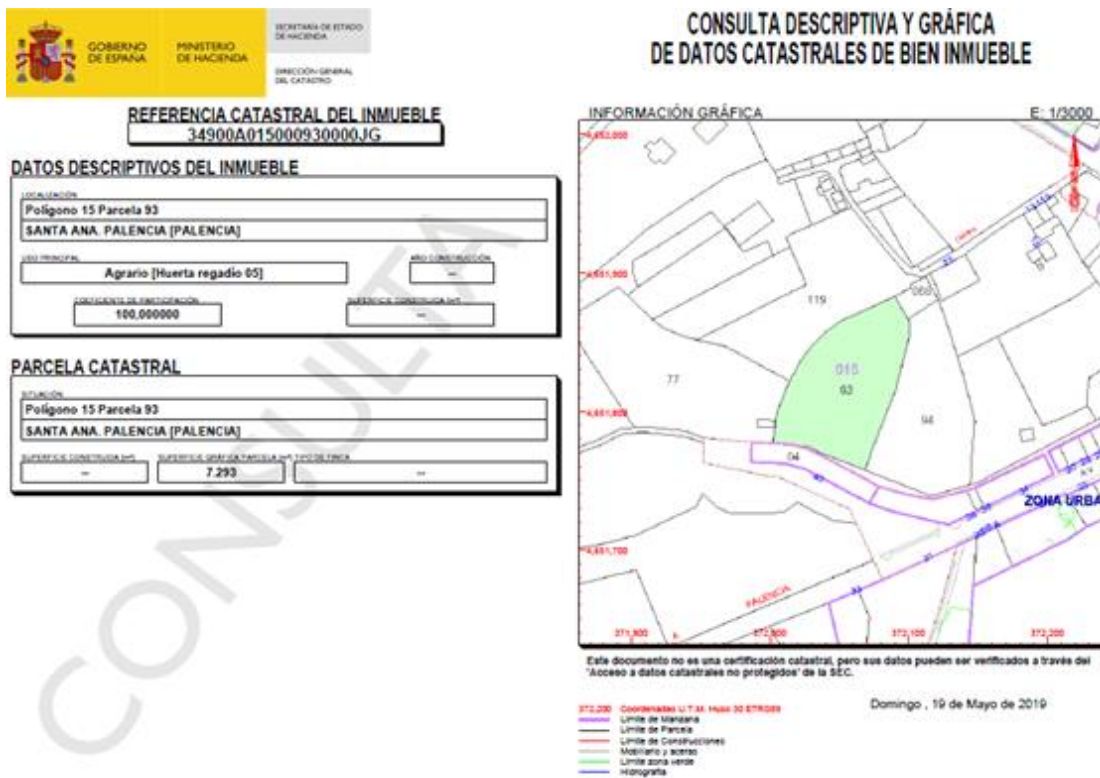 GOBIERNO
DE ESPAÑA
MINISTERIO
DE HACIENDA
SECRETARÍA DE ESTADO
DE HACIENDA
DIRECCIÓN GENERAL
DEL CATASTRO
CONSULTA DESCRIPTIVA Y GRÁFICA
DE DATOS CATASTRALES DE BIEN INMUEBLE
REFERENCIA CATASTRAL DEL INMUEBLE
34900A015000930000JG
DATOS DESCRIPTIVOS DEL INMUEBLE
LOCALIZACIÓN
Polígono 15 Parcela 93
SANTA ANA. PALENCIA [PALENCIA]
USO PRINCIPAL
AÑO CONSTRUCCIÓN
Agrario [Huerta regadío 05]
--
COEFICIENTE DE PARTICIPACIÓN
SUPERFICIE CONSTRUIDA [m²]
100,000000
--
PARCELA CATASTRAL
SITUACIÓN
Polígono 15 Parcela 93
SANTA ANA. PALENCIA [PALENCIA]
SUPERFICIE CONSTRUIDA [m²]
SUPERFICIE GRÁFICA PARCELA [m²]
TIPO DE FINCA
--
7.293
--
CONSULTA
INFORMACIÓN GRÁFICA
E: 1/3000
4,652,000
4,651,900
119
015
93
77
94
4,651,800
04
ZONA URBA
4,651,700
PALENCIA
371,900
372,000
372,100
372,200
Este documento no es una certificación catastral, pero sus datos pueden ser verificados a través del
"Acceso a datos catastrales no protegidos" de la SEC.
372,200 Coordenadas U.T.M. Huso 30 ETRS89
Límite de Manzana
Límite de Parcela
Límite de Construcciones
Mobiliario y aceras
Límite zona verde
Hidrografía
Domingo , 19 de Mayo de 2019